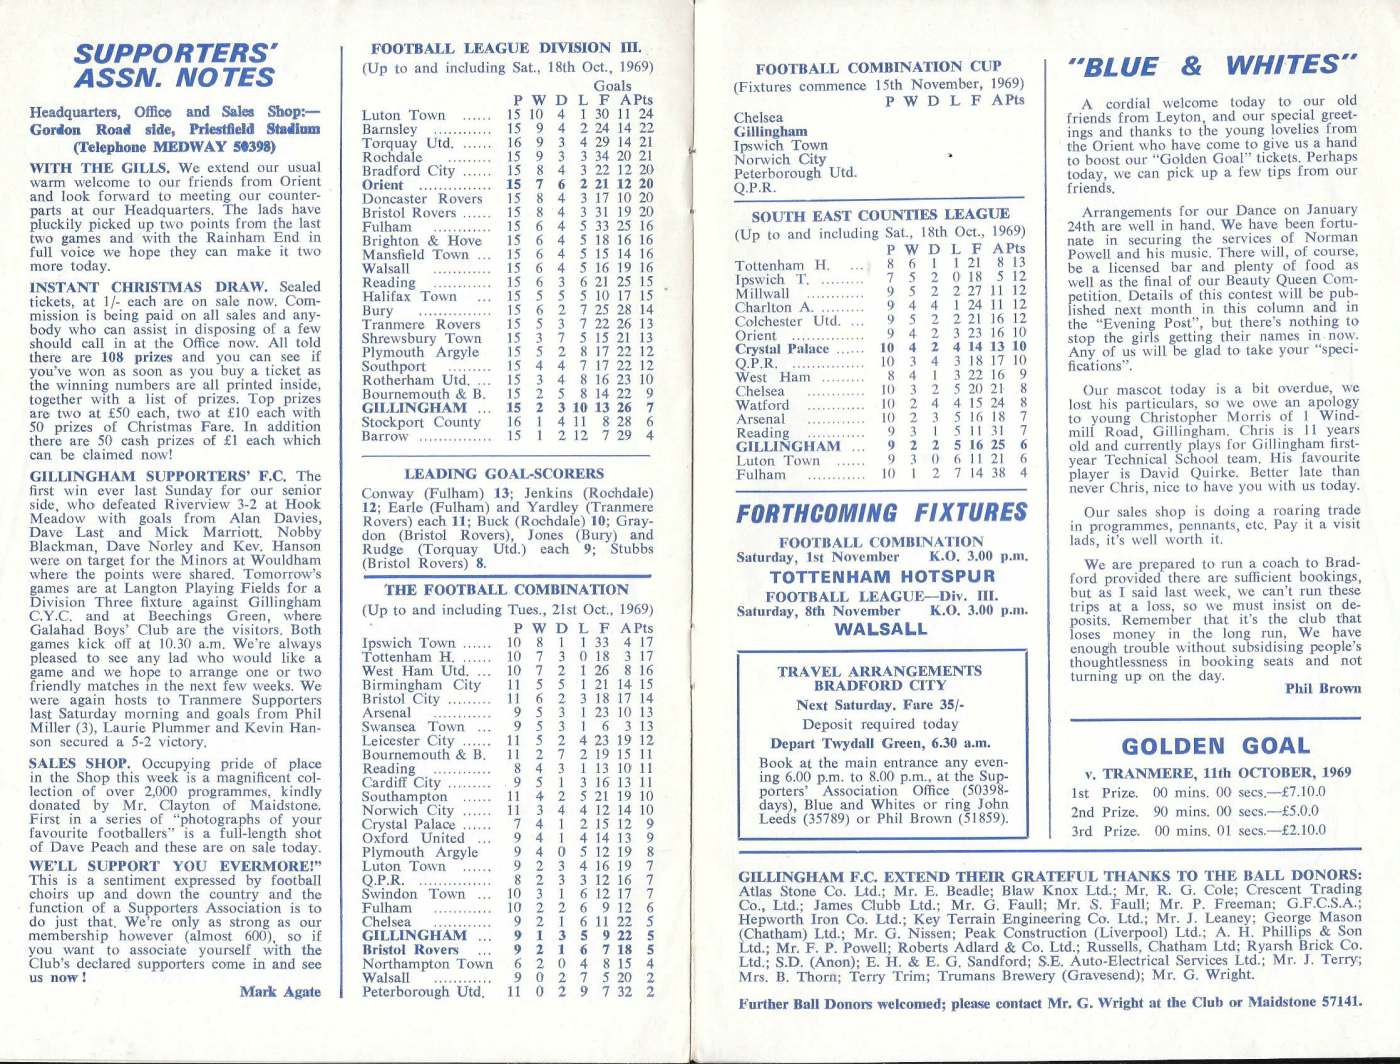 SUPPORTERS'
ASSN. NOTES
Headquarters, Office and Sales Shop:—
Gordon Road side, Priestfield Stadium
(Telephone MEDWAY 50398)
WITH THE GILLS. We extend our usual
warm welcome to our friends from Orient
and look forward to meeting our counter-
parts at our Headquarters. The lads have
pluckily picked up two points from the last
two games and with the Rainham End in
full voice we hope they can make it two
more today.
INSTANT CHRISTMAS DRAW. Sealed
tickets, at 1/- each are on sale now. Com-
mission is being paid on all sales and any-
body who can assist in disposing of a few
should call in at the Office now. All told
there are 108 prizes and you can see if
you've won as soon as you buy a ticket as
the winning numbers are all printed inside,
together with a list of prizes. Top prizes
are two at £50 each, two at £10 each with
50 prizes of Christmas Fare. In addition
there are 50 cash prizes of £1 each which
can be claimed now!
GILLINGHAM SUPPORTERS' F.C. The
first win ever last Sunday for our senior
side, who defeated Riverview 3-2 at Hook
Meadow with goals from Alan Davies,
Dave Last and Mick Marriott. Nobby
Blackman, Dave Norley and Kev. Hanson
were on target for the Minors at Wouldham
where the points were shared. Tomorrow's
games are at Langton Playing Fields for a
Division Three fixture against Gillingham
C.Y.C. and at Beechings Green, where
Galahad Boys' Club are the visitors. Both
games kick off at 10.30 a.m. We're always
pleased to see any lad who would like a
game and we hope to arrange one or two
friendly matches in the next few weeks. We
were again hosts to Tranmere Supporters
last Saturday morning and goals from Phil
Miller (3), Laurie Plummer and Kevin Han-
son secured a 5-2 victory.
SALES SHOP. Occupying pride of place
in the Shop this week is a magnificent col-
lection of over 2,000 programmes, kindly
donated by Mr. Clayton of Maidstone.
First in a series of "photographs of your
favourite footballers" is a full-length shot
of Dave Peach and these are on sale today.
WE'LL SUPPORT YOU EVERMORE!"
This is a sentiment expressed by football
choirs up and down the country and the
function of a Supporters Association is to
do just that. We're only as strong as our
membership however (almost 600), so if
you want to associate yourself with the
Club's declared supporters come in and see
us now!
Mark Agate
FOOTBALL LEAGUE DIVISION III.
(Up to and including Sat., 18th Oct., 1969)
Goals
P W D L F A Pts
Luton Town ...... 15 10 4 1 30 11 24
Barnsley ............ 15 9 4 2 24 14 22
Torquay Utd. ...... 16 9 3 4 29 14 21
Rochdale ......... 15 9 3 3 34 20 21
Bradford City ...... 15 8 4 3 22 12 20
Orient ............... 15 7 6 2 21 12 20
Doncaster Rovers 15 8 4 3 17 10 20
Bristol Rovers ...... 15 8 4 3 31 19 20
Fulham ............ 15 6 4 5 33 25 16
Brighton & Hove 15 6 4 5 18 16 16
Mansfield Town ... 15 6 4 5 15 14 16
Walsall ............ 15 6 4 5 16 19 16
Reading ............ 15 6 3 6 21 25 15
Halifax Town ... 15 5 5 5 10 17 15
Bury ............... 15 6 2 7 25 28 14
Tranmere Rovers 15 5 3 7 22 26 13
Shrewsbury Town 15 3 7 5 15 21 13
Plymouth Argyle 15 5 2 8 17 22 12
Southport ......... 15 4 4 7 17 22 12
Rotherham Utd. ... 15 3 4 8 16 23 10
Bournemouth & B. 15 2 5 8 14 22 9
GILLINGHAM ... 15 2 3 10 13 26 7
Stockport County 16 1 4 11 8 28 6
Barrow ............... 15 1 2 12 7 29 4
LEADING GOAL-SCORERS
Conway (Fulham) 13; Jenkins (Rochdale)
12; Earle (Fulham) and Yardley (Tranmere
Rovers) each 11; Buck (Rochdale) 10; Gray-
don (Bristol Rovers), Jones (Bury) and
Rudge (Torquay Utd.) each 9; Stubbs
(Bristol Rovers) 8.
THE FOOTBALL COMBINATION
(Up to and including Tues., 21st Oct., 1969)
P W D L F A Pts
Ipswich Town ...... 10 8 1 1 33 4 17
Tottenham H. ...... 10 7 3 0 18 3 17
West Ham Utd. ... 10 7 2 1 26 8 16
Birmingham City 11 5 5 1 21 14 15
Bristol City ......... 11 6 2 3 18 17 14
Arsenal ............ 9 5 3 1 23 10 13
Swansea Town ... 9 5 3 1 6 3 13
Leicester City ...... 11 5 2 4 23 19 12
Bournemouth & B. 11 2 7 2 19 15 11
Reading ............ 8 4 3 1 13 10 11
Cardiff City ......... 9 5 1 3 16 13 11
Southampton ...... 11 4 2 5 21 19 10
Norwich City ...... 11 3 4 4 12 14 10
Crystal Palace ...... 7 4 1 2 15 12 9
Oxford United ... 9 4 1 4 14 13 9
Plymouth Argyle 9 4 0 5 12 19 8
Luton Town ...... 9 2 3 4 16 19 7
Q.P.R. ............... 8 2 3 3 12 16 7
Swindon Town ... 10 3 1 6 12 17 7
Fulham ............ 10 2 2 6 9 12 6
Chelsea ............ 9 2 1 6 11 22 5
GILLINGHAM ... 9 1 3 5 9 22 5
Bristol Rovers ... 9 2 1 6 7 18 5
Northampton Town 6 2 0 4 8 15 4
Walsall ............ 9 0 2 7 5 20 2
Peterborough Utd. 11 0 2 9 7 32 2
FOOTBALL COMBINATION CUP
(Fixtures commence 15th November, 1969)
P W D L F A Pts
Chelsea
Gillingham
Ipswich Town
Norwich City
Peterborough Utd.
Q.P.R.
SOUTH EAST COUNTIES LEAGUE
(Up to and including Sat., 18th Oct., 1969)
P W D L F A Pts
Tottenham H. ... 8 6 1 1 21 8 13
Ipswich T. ......... 7 5 2 0 18 5 12
Millwall ............ 9 5 2 2 27 11 12
Charlton A. ......... 9 4 4 1 24 11 12
Colchester Utd. ... 9 5 2 2 21 16 12
Orient ............... 9 4 2 3 23 16 10
Crystal Palace ...... 10 4 2 4 14 13 10
Q.P.R. ............... 10 3 4 3 18 17 10
West Ham ......... 8 4 1 3 22 16 9
Chelsea ............ 10 3 2 5 20 21 8
Watford ............ 10 2 4 4 15 24 8
Arsenal ............ 10 2 3 5 16 18 7
Reading ............ 9 3 1 5 11 31 7
GILLINGHAM ... 9 2 2 5 16 25 6
Luton Town ...... 9 3 0 6 11 21 6
Fulham ............ 10 1 2 7 14 38 4
FORTHCOMING FIXTURES
FOOTBALL COMBINATION
Saturday, 1st November K.O. 3.00 p.m.
TOTTENHAM HOTSPUR
FOOTBALL LEAGUE—Div. III.
Saturday, 8th November K.O. 3.00 p.m.
WALSALL
TRAVEL ARRANGEMENTS
BRADFORD CITY
Next Saturday. Fare 35/-
Deposit required today
Depart Twydall Green, 6.30 a.m.
Book at the main entrance any even-
ing 6.00 p.m. to 8.00 p.m., at the Sup-
porters' Association Office (50398-
days), Blue and Whites or ring John
Leeds (35789) or Phil Brown (51859).
"BLUE & WHITES"
A cordial welcome today to our old
friends from Leyton, and our special greet-
ings and thanks to the young lovelies from
the Orient who have come to give us a hand
to boost our "Golden Goal" tickets. Perhaps
today, we can pick up a few tips from our
friends.
Arrangements for our Dance on January
24th are well in hand. We have been fortu-
nate in securing the services of Norman
Powell and his music. There will, of course,
be a licensed bar and plenty of food as
well as the final of our Beauty Queen Com-
petition. Details of this contest will be pub-
lished next month in this column and in
the "Evening Post", but there's nothing to
stop the girls getting their names in now.
Any of us will be glad to take your "speci-
fications".
Our mascot today is a bit overdue, we
lost his particulars, so we owe an apology
to young Christopher Morris of 1 Wind-
mill Road, Gillingham. Chris is 11 years
old and currently plays for Gillingham first-
year Technical School team. His favourite
player is David Quirke. Better late than
never Chris, nice to have you with us today.
Our sales shop is doing a roaring trade
in programmes, pennants, etc. Pay it a visit
lads, it's well worth it.
We are prepared to run a coach to Brad-
ford provided there are sufficient bookings,
but as I said last week, we can't run these
trips at a loss, so we must insist on de-
posits. Remember that it's the club that
loses money in the long run. We have
enough trouble without subsidising people's
thoughtlessness in booking seats and not
turning up on the day.
Phil Brown
GOLDEN GOAL
v. TRANMERE, 11th OCTOBER, 1969
1st Prize. 00 mins. 00 secs.—£7.10.0
2nd Prize. 90 mins. 00 secs.—£5.0.0
3rd Prize. 00 mins. 01 secs.—£2.10.0
GILLINGHAM F.C. EXTEND THEIR GRATEFUL THANKS TO THE BALL DONORS:
Atlas Stone Co. Ltd.; Mr. E. Beadle; Blaw Knox Ltd.; Mr. R. G. Cole; Crescent Trading
Co., Ltd.; James Clubb Ltd.; Mr. G. Faull; Mr. S. Faull; Mr. P. Freeman; G.F.C.S.A.;
Hepworth Iron Co. Ltd.; Key Terrain Engineering Co. Ltd.; Mr. J. Leaney; George Mason
(Chatham) Ltd.; Mr. G. Nissen; Peak Construction (Liverpool) Ltd.; A. H. Phillips & Son
Ltd.; Mr. F. P. Powell; Roberts Adlard & Co. Ltd.; Russells, Chatham Ltd; Ryarsh Brick Co.
Ltd.; S.D. (Anon); E. H. & E. G. Sandford; S.E. Auto-Electrical Services Ltd.; Mr. J. Terry;
Mrs. B. Thorn; Terry Trim; Trumans Brewery (Gravesend); Mr. G. Wright.
Further Ball Donors welcomed; please contact Mr. G. Wright at the Club or Maidstone 57141.